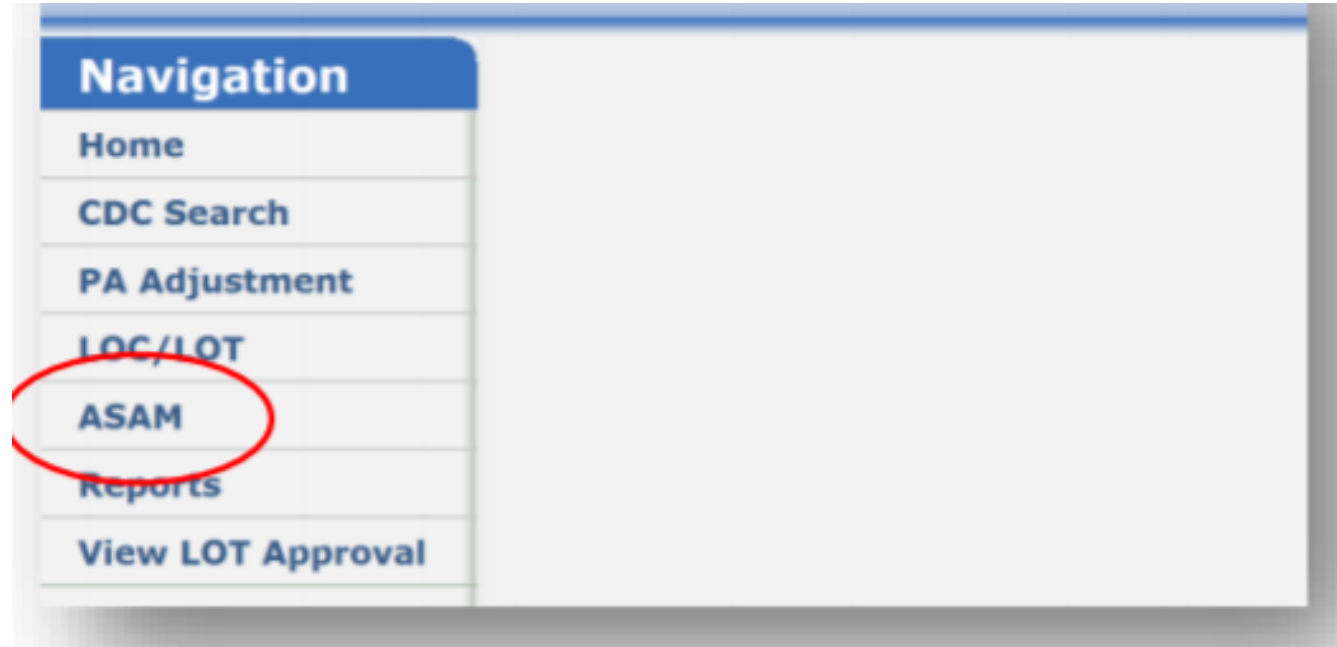 Navigation
Home
CDC Search
PA Adjustment
LOC/LOT
ASAM
Reports
View LOT Approval